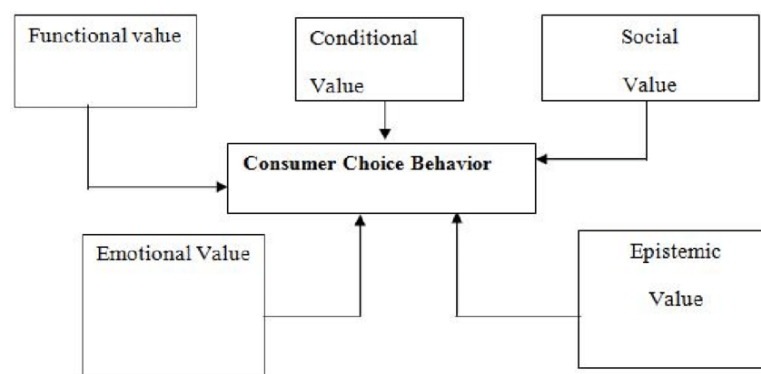 Functional value
Conditional
Value
Social
Value
Consumer Choice Behavior
Emotional Value
Epistemic
Value